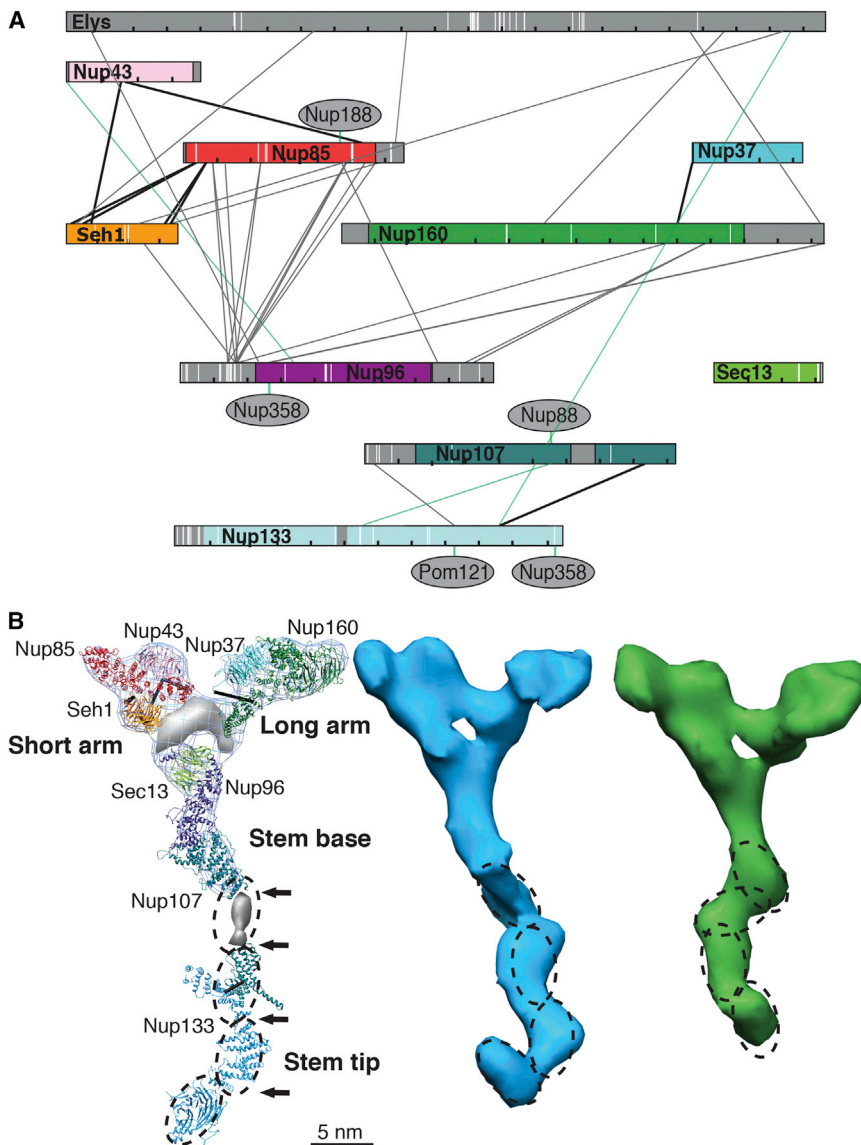 A
Elys
Nup43
Nup188
Nup85
Nup37
Seh1
Nup160
Nup96
Sec13
Nup358
Nup88
Nup107
Nup133
Pom121
Nup358
B
Nup43
Nup160
Nup85
Nup37
Seh1
Long arm
Short arm
Sec13
Nup96
Stem base
Nup107
Nup133
Stem tip
5 nm